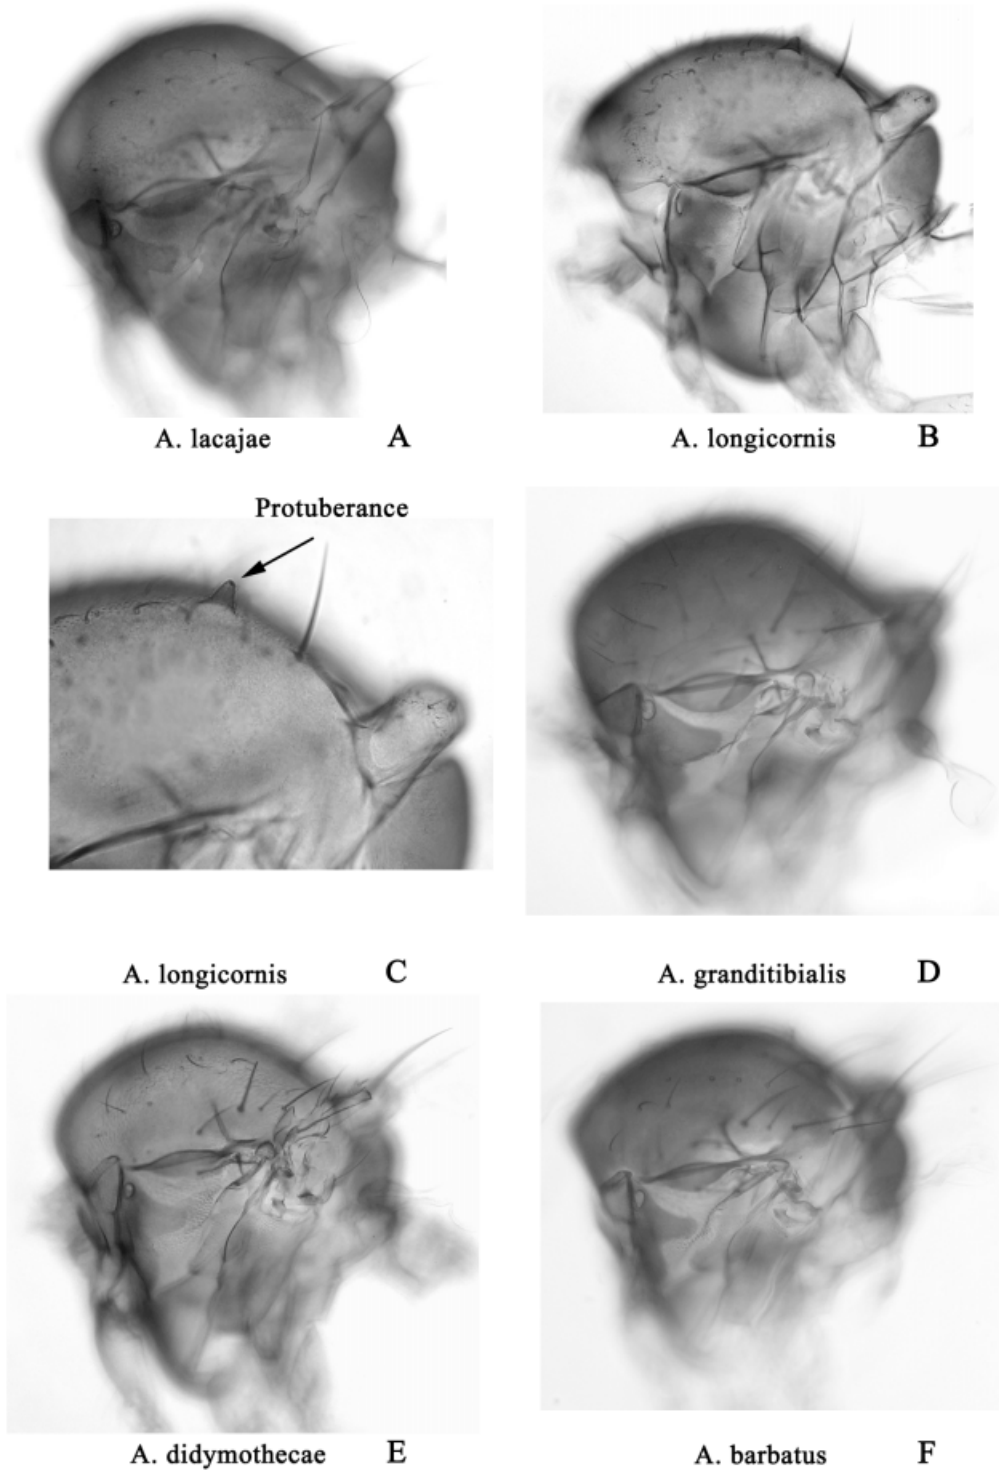 A. lacajae A
A. longicornis B
Protuberance
A. longicornis C
A. granditibialis D
A. didymothecae E
A. barbatus F